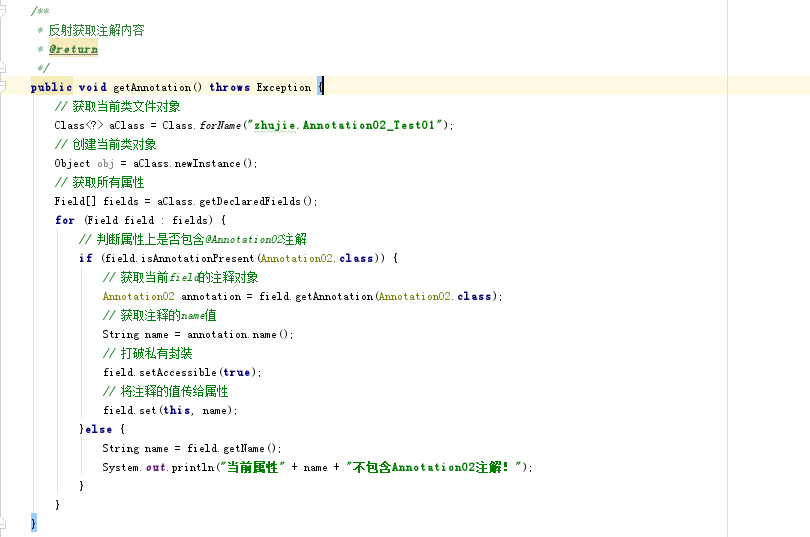 /**
 * 反射获取注解内容
 * @return
 */
public void getAnnotation() throws Exception {
    // 获取当前类文件对象
    Class<?> aClass = Class.forName("zhujie.Annotation02_Test01");
    // 创建当前类对象
    Object obj = aClass.newInstance();
    // 获取所有属性
    Field[] fields = aClass.getDeclaredFields();
    for (Field field : fields) {
        // 判断属性上是否包含@Annotation02注解
        if (field.isAnnotationPresent(Annotation02.class)) {
            // 获取当前field的注释对象
            Annotation02 annotation = field.getAnnotation(Annotation02.class);
            // 获取注释的name值
            String name = annotation.name();
            // 打破私有封装
            field.setAccessible(true);
            // 将注释的值传给属性
            field.set(this, name);
        }else {
            String name = field.getName();
            System.out.println("当前属性" + name + "不包含Annotation02注解！");
        }
    }
}